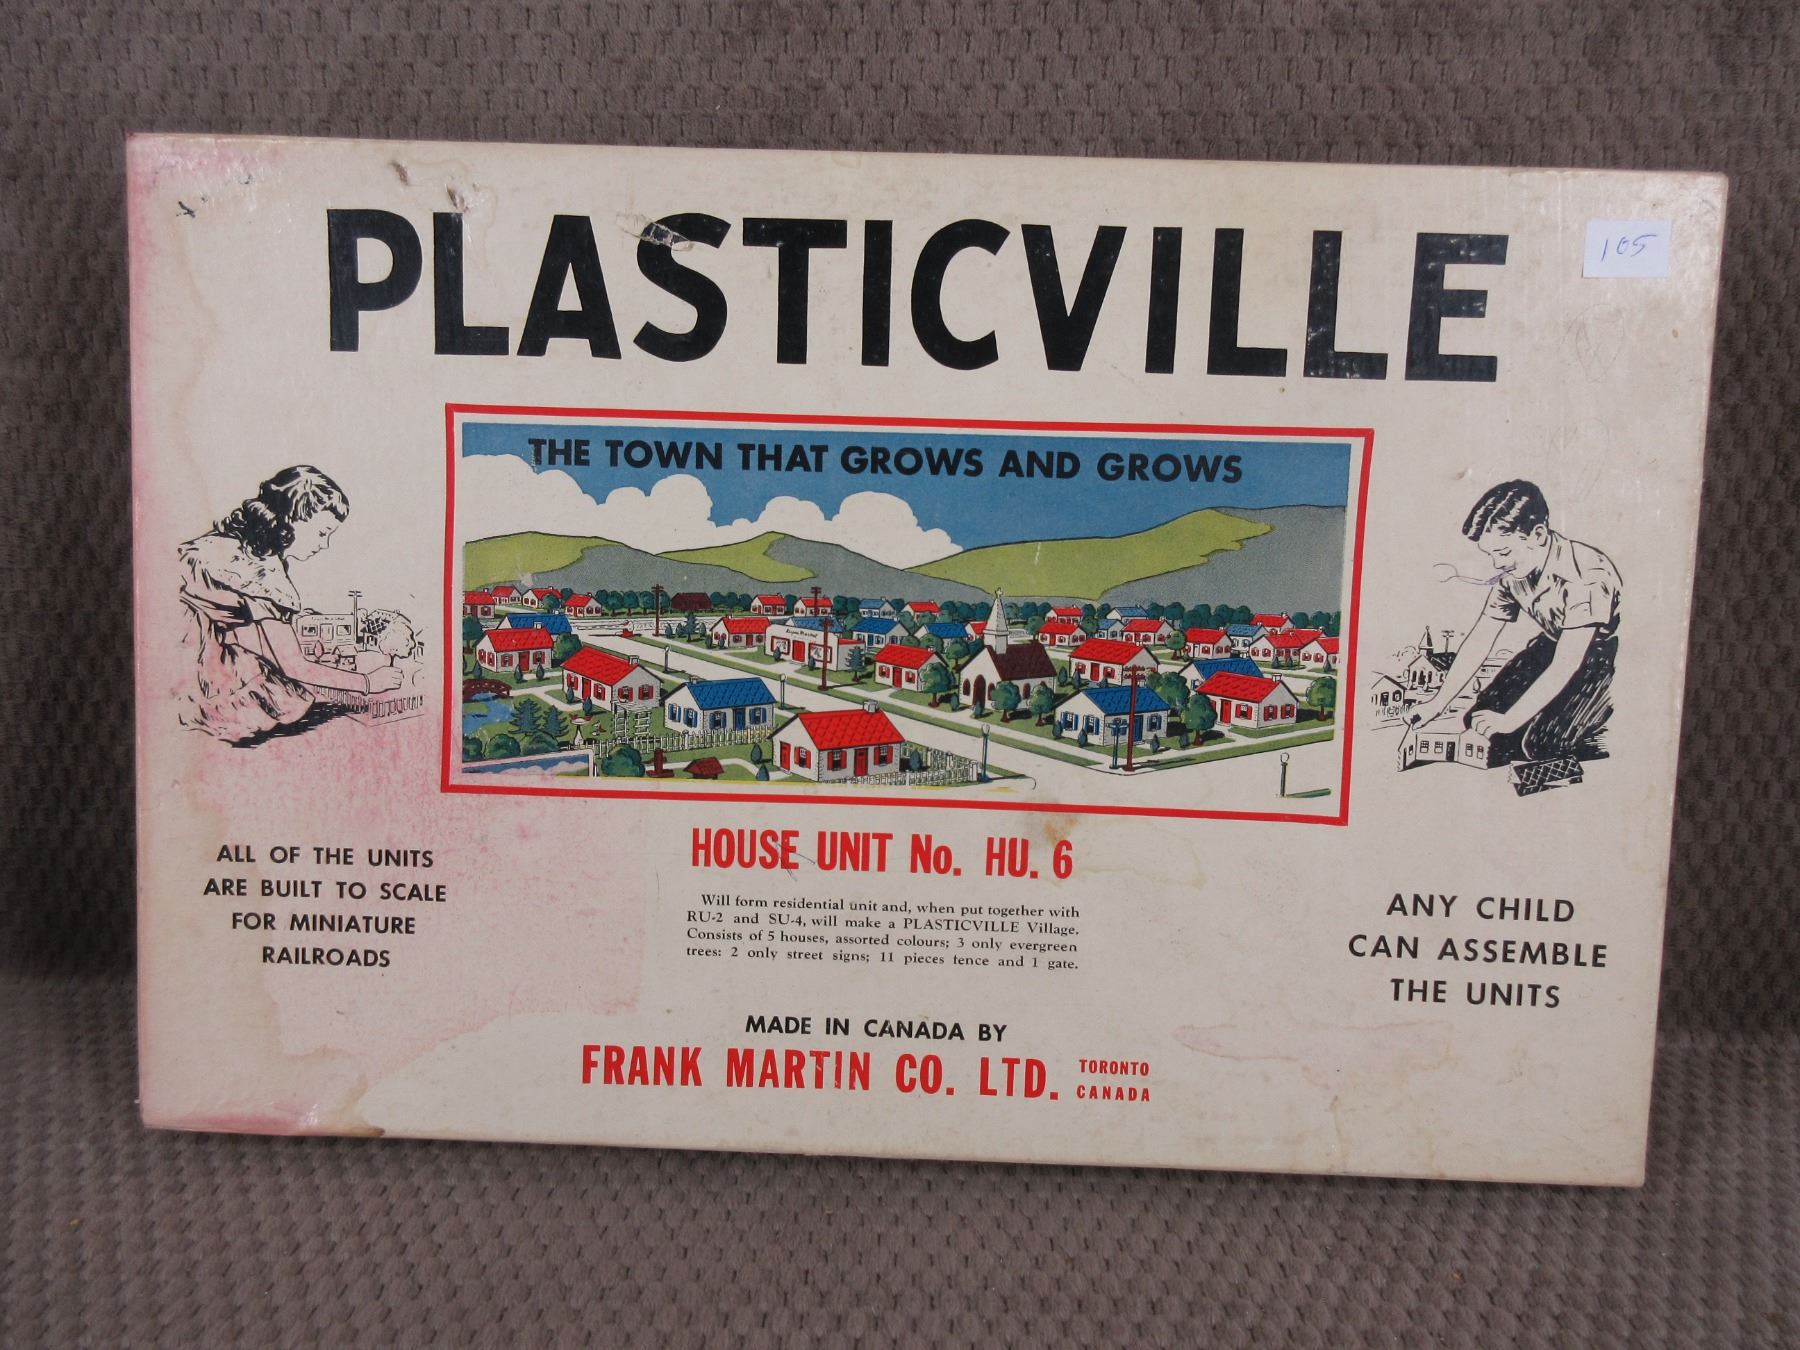 PLASTICVILLE
105
THE TOWN THAT GROWS AND GROWS
ALL OF THE UNITS
ARE BUILT TO SCALE
FOR MINIATURE
RAILROADS
HOUSE UNIT No. HU. 6
Will form residential unit and, when put together with
RU-2 and SU-4, will make a PLASTICVILLE Village.
Consists of 5 houses, assorted colours; 3 only evergreen
trees: 2 only street signs; 11 pieces fence and 1 gate.
ANY CHILD
CAN ASSEMBLE
THE UNITS
MADE IN CANADA BY
FRANK MARTIN CO. LTD. TORONTO
CANADA